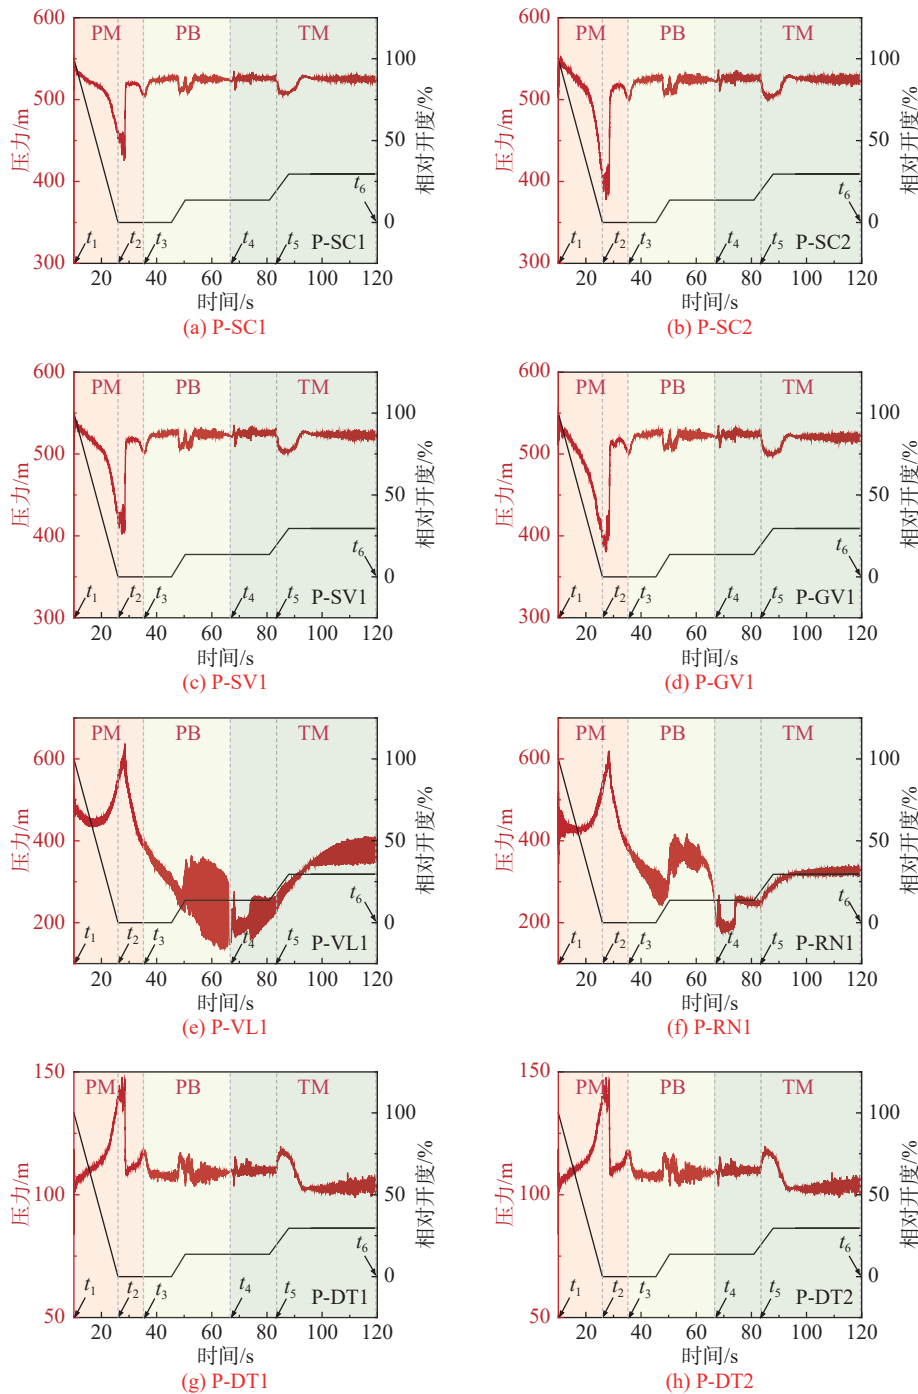 600
500
400
300
压力/m
PM
PB
TM
100
50
0
相对开度/%
t1
t2
t3
t4
t5
t6
P-SC1
20
40
60
80
100
120
时间/s
(a) P-SC1
600
500
400
300
压力/m
PM
PB
TM
100
50
0
相对开度/%
t1
t2
t3
t4
t5
t6
P-SC2
20
40
60
80
100
120
时间/s
(b) P-SC2
600
500
400
300
压力/m
PM
PB
TM
100
50
0
相对开度/%
t1
t2
t3
t4
t5
t6
P-SV1
20
40
60
80
100
120
时间/s
(c) P-SV1
600
500
400
300
压力/m
PM
PB
TM
100
50
0
相对开度/%
t1
t2
t3
t4
t5
t6
P-GV1
20
40
60
80
100
120
时间/s
(d) P-GV1
600
400
200
压力/m
PM
PB
TM
100
50
0
相对开度/%
t1
t2
t3
t4
t5
t6
P-VL1
20
40
60
80
100
120
时间/s
(e) P-VL1
600
400
200
压力/m
PM
PB
TM
100
50
0
相对开度/%
t1
t2
t3
t4
t5
t6
P-RN1
20
40
60
80
100
120
时间/s
(f) P-RN1
150
100
50
压力/m
PM
PB
TM
100
50
0
相对开度/%
t1
t2
t3
t4
t5
t6
P-DT1
20
40
60
80
100
120
时间/s
(g) P-DT1
150
100
50
压力/m
PM
PB
TM
100
50
0
相对开度/%
t1
t2
t3
t4
t5
t6
P-DT2
20
40
60
80
100
120
时间/s
(h) P-DT2